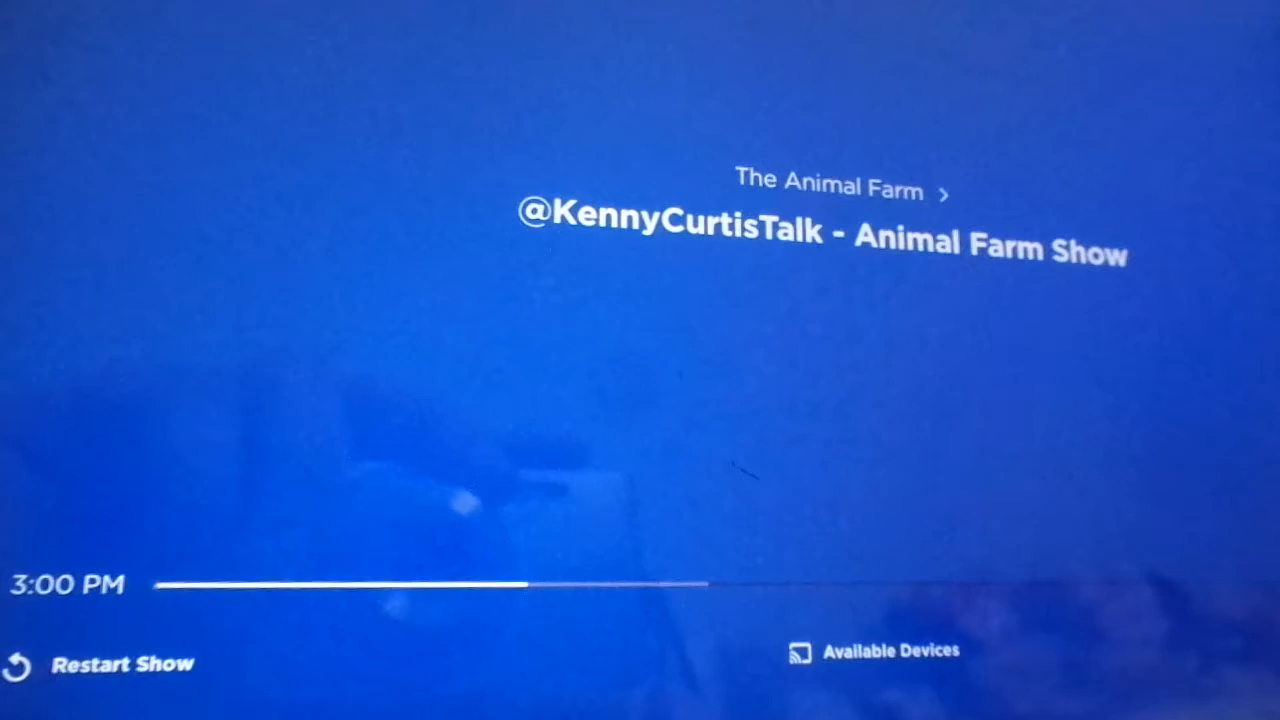 The Animal Farm >
@KennyCurtisTalk - Animal Farm Show
3:00 PM
Restart Show
Available Devices